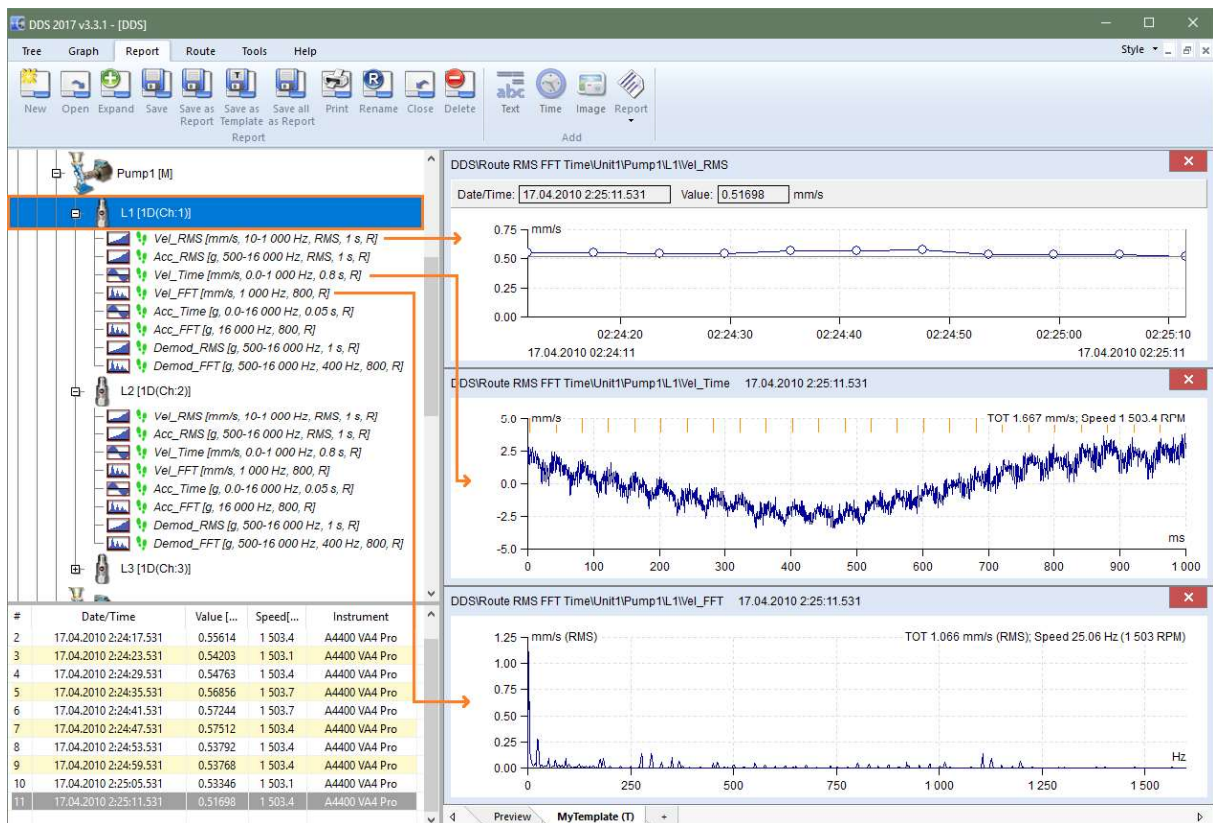 DDS 2017 v3.3.1 - [DDS]
Tree Graph Report Route Tools Help Style
New Open Expand Save Save as Report Save as Template Save all as Report Print Rename Close Delete Text Time Image Report
Report Add
Pump1 [M]
L1 [1D(Ch:1)]
Vel_RMS [mm/s, 10-1 000 Hz, RMS, 1 s, R]
Acc_RMS [g, 500-16 000 Hz, RMS, 1 s, R]
Vel_Time [mm/s, 0.0-1 000 Hz, 0.8 s, R]
Vel_FFT [mm/s, 1 000 Hz, 800, R]
Acc_Time [g, 0.0-16 000 Hz, 0.05 s, R]
Acc_FFT [g, 16 000 Hz, 800, R]
Demod_RMS [g, 500-16 000 Hz, 1 s, R]
Demod_FFT [g, 500-16 000 Hz, 400 Hz, 800, R]
L2 [1D(Ch:2)]
Vel_RMS [mm/s, 10-1 000 Hz, RMS, 1 s, R]
Acc_RMS [g, 500-16 000 Hz, RMS, 1 s, R]
Vel_Time [mm/s, 0.0-1 000 Hz, 0.8 s, R]
Vel_FFT [mm/s, 1 000 Hz, 800, R]
Acc_Time [g, 0.0-16 000 Hz, 0.05 s, R]
Acc_FFT [g, 16 000 Hz, 800, R]
Demod_RMS [g, 500-16 000 Hz, 1 s, R]
Demod_FFT [g, 500-16 000 Hz, 400 Hz, 800, R]
L3 [1D(Ch:3)]
# Date/Time Value [... Speed[... Instrument
2 17.04.2010 2:24:17.531 0.55614 1 503.4 A4400 VA4 Pro
3 17.04.2010 2:24:23.531 0.54203 1 503.1 A4400 VA4 Pro
4 17.04.2010 2:24:29.531 0.54763 1 503.4 A4400 VA4 Pro
5 17.04.2010 2:24:35.531 0.56856 1 503.7 A4400 VA4 Pro
6 17.04.2010 2:24:41.531 0.57244 1 503.7 A4400 VA4 Pro
7 17.04.2010 2:24:47.531 0.57512 1 503.4 A4400 VA4 Pro
8 17.04.2010 2:24:53.531 0.53792 1 503.4 A4400 VA4 Pro
9 17.04.2010 2:24:59.531 0.53768 1 503.4 A4400 VA4 Pro
10 17.04.2010 2:25:05.531 0.53346 1 503.1 A4400 VA4 Pro
11 17.04.2010 2:25:11.531 0.51698 1 503.4 A4400 VA4 Pro
DDS\Route RMS FFT Time\Unit1\Pump1\L1\Vel_RMS
Date/Time: 17.04.2010 2:25:11.531 Value: 0.51698 mm/s
0.75 mm/s
0.50
0.25
0.00
02:24:20 02:24:30 02:24:40 02:24:50 02:25:00 02:25:10
17.04.2010 02:24:11 17.04.2010 02:25:11
DDS\Route RMS FFT Time\Unit1\Pump1\L1\Vel_Time 17.04.2010 2:25:11.531
5.0 mm/s TOT 1.667 mm/s; Speed 1 503.4 RPM
2.5
0.0
-2.5
ms
-5.0
0 100 200 300 400 500 600 700 800 900 1 000
DDS\Route RMS FFT Time\Unit1\Pump1\L1\Vel_FFT 17.04.2010 2:25:11.531
1.25 mm/s (RMS) TOT 1.066 mm/s (RMS); Speed 25.06 Hz (1 503 RPM)
1.00
0.75
0.50
0.25
Hz
0.00
0 250 500 750 1 000 1 250 1 500
Preview MyTemplate (T) +